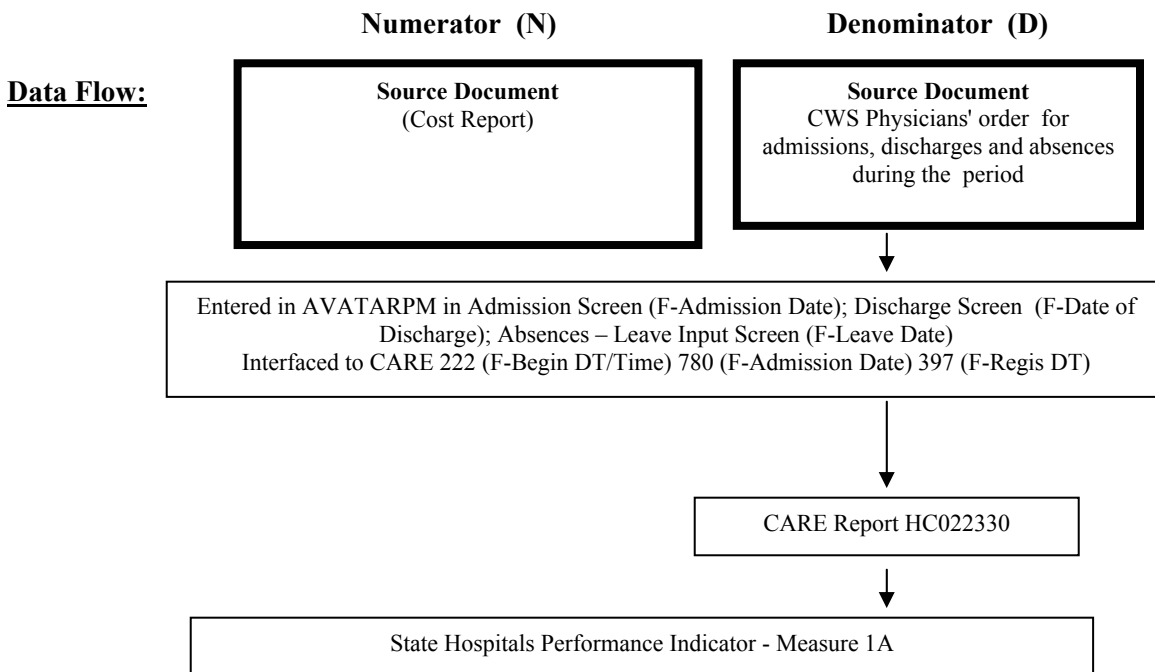 Numerator (N)
Denominator (D)
Data Flow:
Source Document
(Cost Report)
Source Document
CWS Physicians' order for
admissions, discharges and absences
during the period
Entered in AVATARPM in Admission Screen (F-Admission Date); Discharge Screen (F-Date of
Discharge); Absences – Leave Input Screen (F-Leave Date)
Interfaced to CARE 222 (F-Begin DT/Time) 780 (F-Admission Date) 397 (F-Regis DT)
CARE Report HC022330
State Hospitals Performance Indicator - Measure 1A